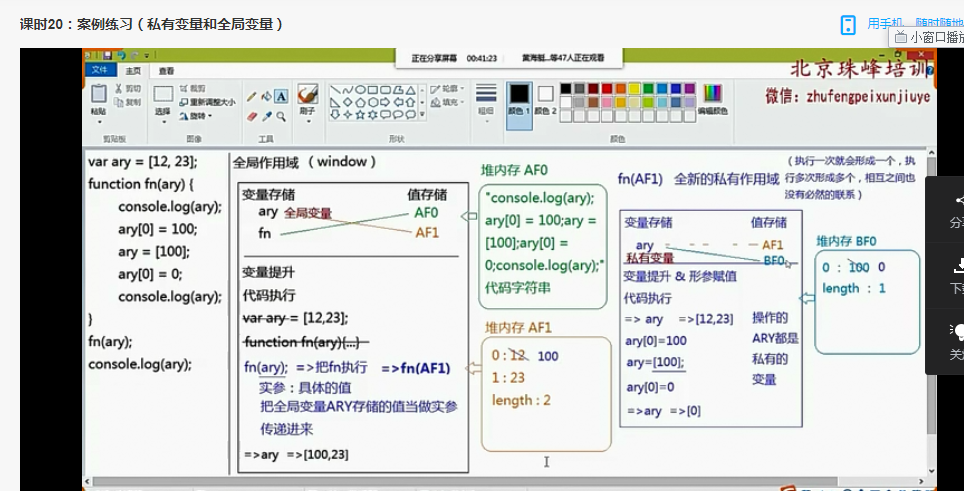 课时20：案例练习（私有变量和全局变量）
用手机
随时随地
小窗口播放
正在分享屏幕 00:41:23 黄海艇...等47人正在观看
文件 主页 查看
北京珠峰培训
微信：zhufengpeixunjiuye
粘贴
剪切
复制
剪贴板
选择
裁剪
重新调整大小
旋转
图像
工具
刷子
形状
轮廓
填充
粗细
颜色 1
颜色 2
颜色
编辑颜色
var ary = [12, 23];
function fn(ary) {
console.log(ary);
ary[0] = 100;
ary = [100];
ary[0] = 0;
console.log(ary);
}
fn(ary);
console.log(ary);
全局作用域 （window ）
变量存储 值存储
ary 全局变量 AF0
fn AF1
变量提升
代码执行
var ary = [12,23];
function fn(ary){...}
fn(ary); =>把fn执行 =>fn(AF1)
实参：具体的值
把全局变量ARY存储的值当做实参
传递进来
=>ary =>[100,23]
堆内存 AF0
"console.log(ary);
ary[0] = 100;ary =
[100];ary[0] =
0;console.log(ary);"
代码字符串
堆内存 AF1
0 : 12 100
1 : 23
length : 2
fn(AF1) 全新的私有作用域
（执行一次就会形成一个，执
行多次形成多个，相互之间也
没有必然的联系）
变量存储 值存储
ary AF1
私有变量 BF0
变量提升 & 形参赋值
代码执行
=> ary =>[12,23]
ary[0]=100
ary=[100];
ary[0]=0
=>ary =>[0]
操作的
ARY都是
私有的
变量
堆内存 BF0
0 : 100 0
length : 1
分享
下
关